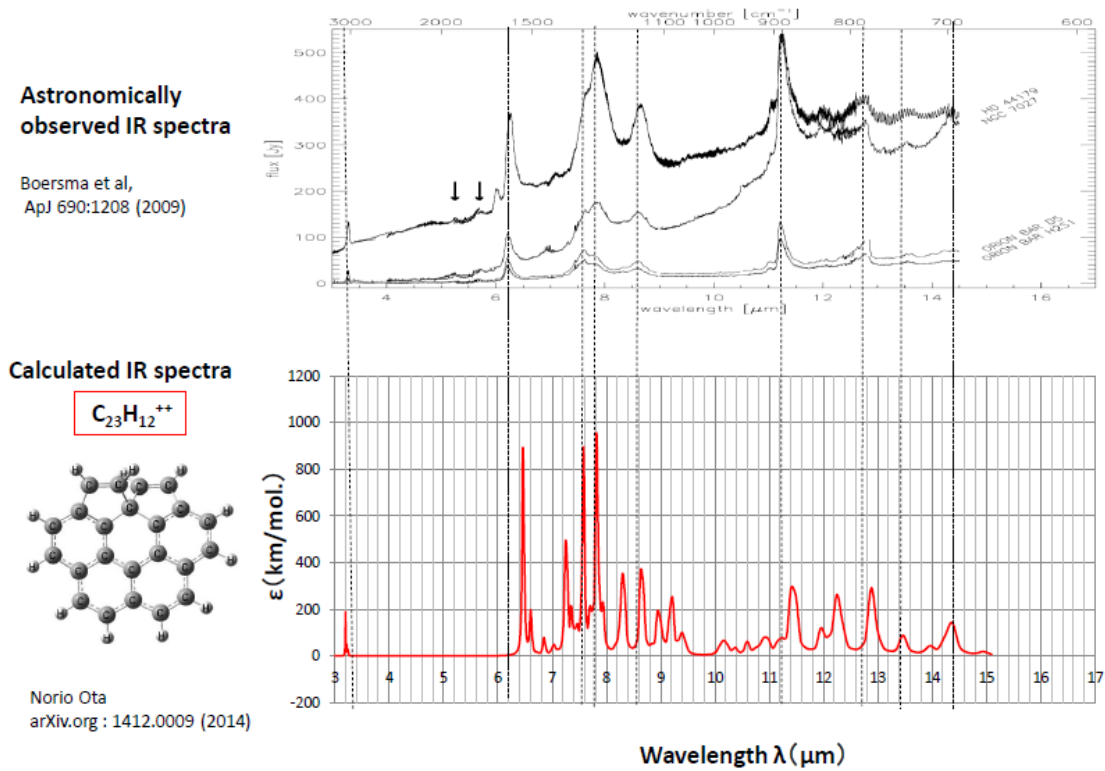 wavenumber [cm⁻¹]
3000 2000 1500 1100 1000 900 800 700 600
Astronomically
observed IR spectra
Boersma et al,
ApJ 690:1208 (2009)
flux [Jy]
500
400
300
200
100
0
HD 44179
NGC 7027
ORION BAR D5
ORION BAR H2S1
4 6 8 10 12 14 16
wavelength [μm]
Calculated IR spectra
C₂₃H₁₂⁺⁺
Norio Ota
arXiv.org : 1412.0009 (2014)
ε(km/mol.)
1200
1000
800
600
400
200
0
-200
3 4 5 6 7 8 9 10 11 12 13 14 15 16 17
Wavelength λ(μm)